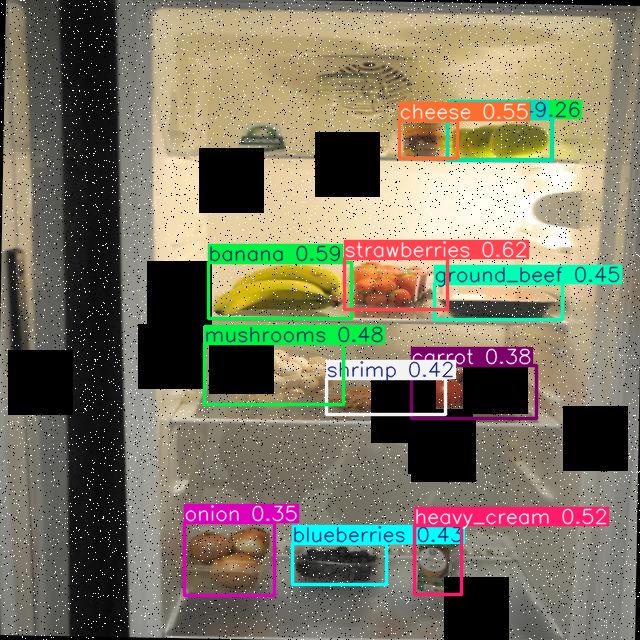 cheese 0.55
9.26
banana 0.59
strawberries 0.62
ground_beef 0.45
mushrooms 0.48
shrimp 0.42
carrot 0.38
onion 0.35
blueberries 0.43
heavy_cream 0.52